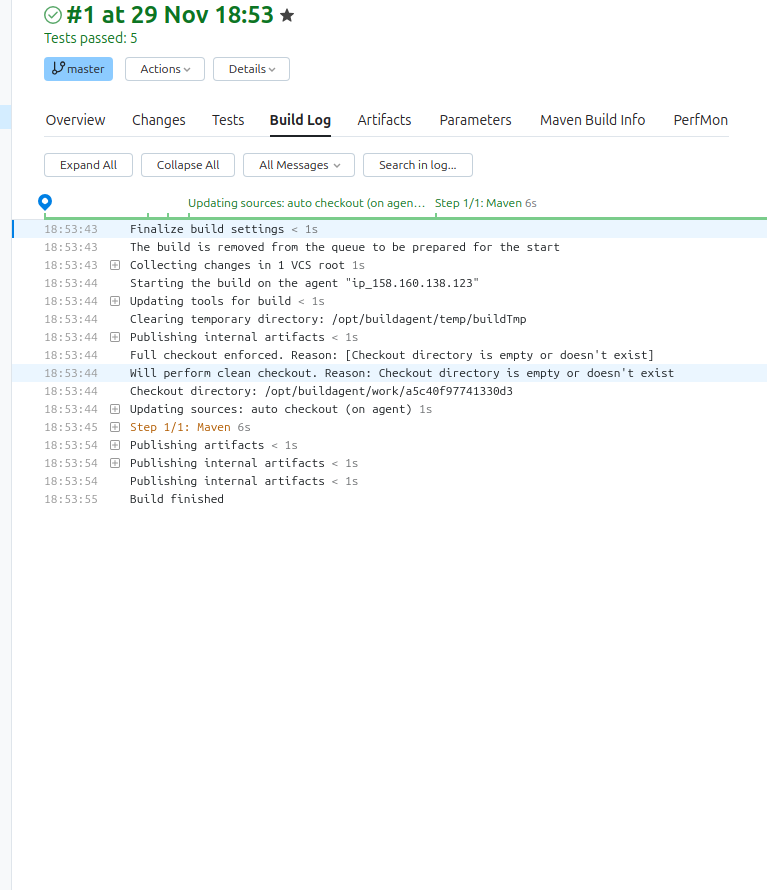 #1 at 29 Nov 18:53
Tests passed: 5
master Actions Details
Overview Changes Tests Build Log Artifacts Parameters Maven Build Info PerfMon
Expand All Collapse All All Messages Search in log...
Updating sources: auto checkout (on agen... Step 1/1: Maven 6s
18:53:43 Finalize build settings < 1s
18:53:43 The build is removed from the queue to be prepared for the start
18:53:43 Collecting changes in 1 VCS root 1s
18:53:44 Starting the build on the agent "ip_158.160.138.123"
18:53:44 Updating tools for build < 1s
18:53:44 Clearing temporary directory: /opt/buildagent/temp/buildTmp
18:53:44 Publishing internal artifacts < 1s
18:53:44 Full checkout enforced. Reason: [Checkout directory is empty or doesn't exist]
18:53:44 Will perform clean checkout. Reason: Checkout directory is empty or doesn't exist
18:53:44 Checkout directory: /opt/buildagent/work/a5c40f97741330d3
18:53:44 Updating sources: auto checkout (on agent) 1s
18:53:45 Step 1/1: Maven 6s
18:53:54 Publishing artifacts < 1s
18:53:54 Publishing internal artifacts < 1s
18:53:54 Publishing internal artifacts < 1s
18:53:55 Build finished